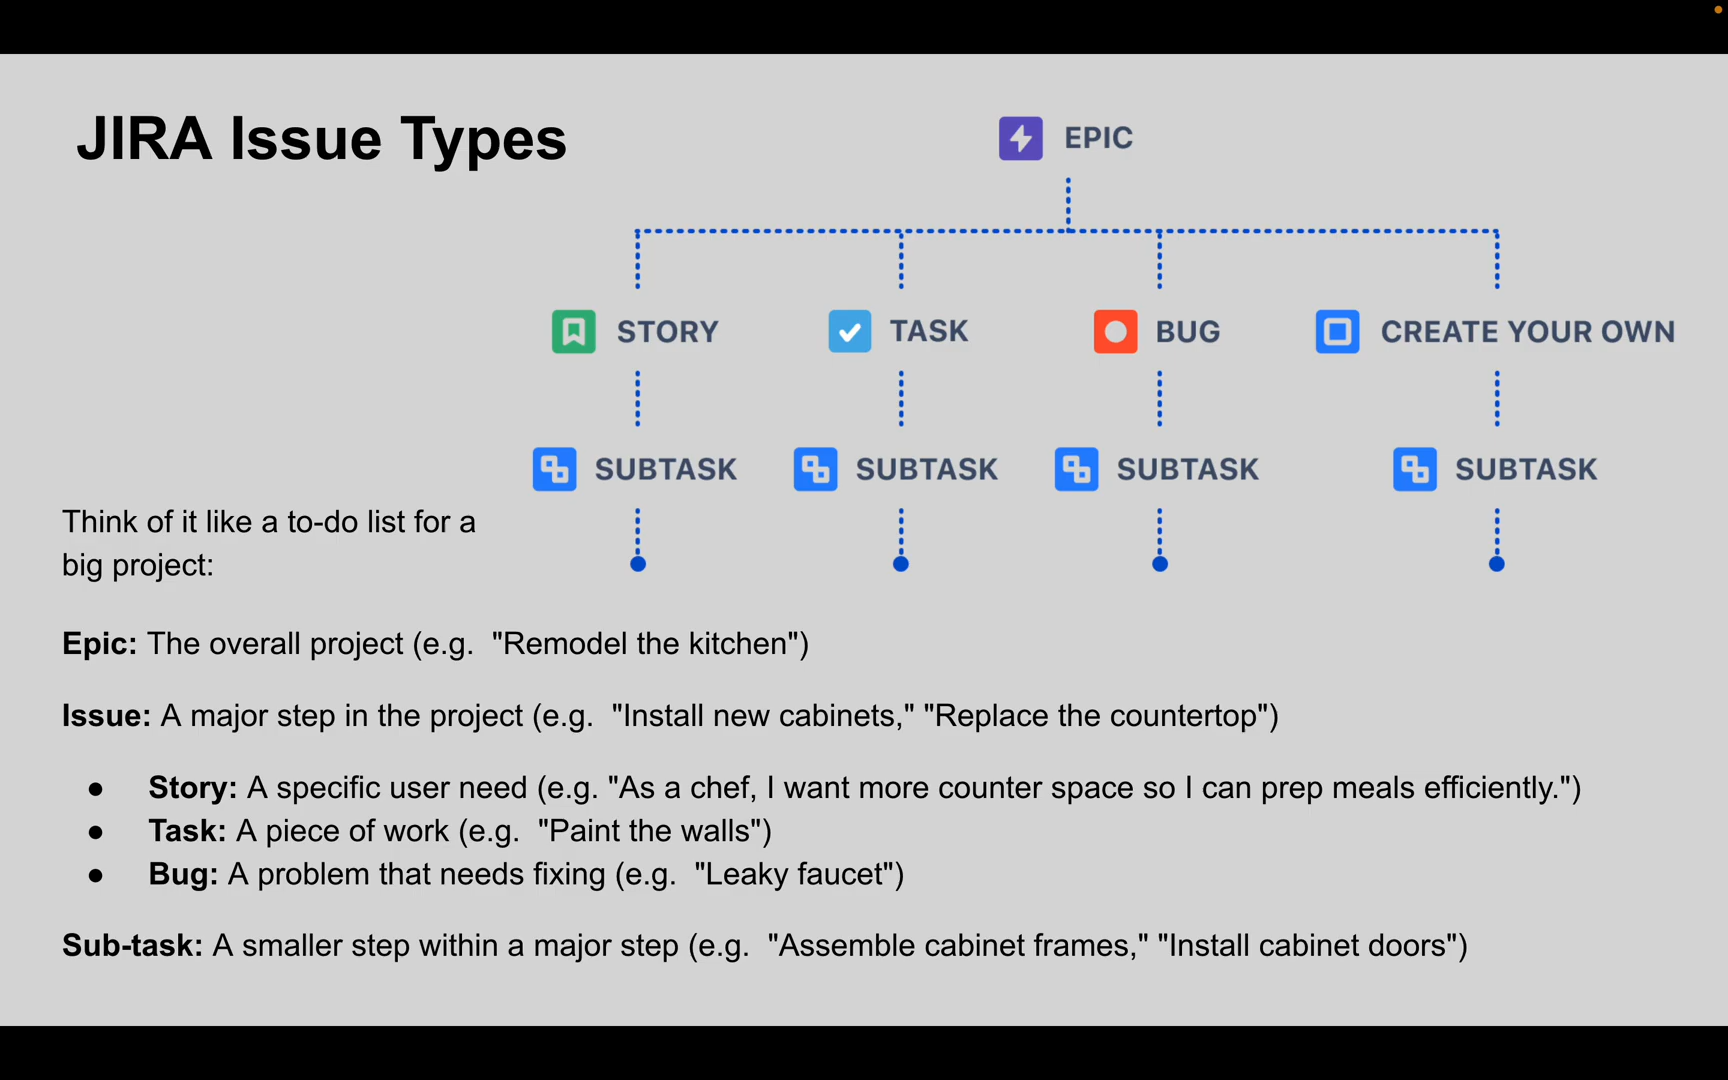 JIRA Issue Types
EPIC
STORY
TASK
BUG
CREATE YOUR OWN
SUBTASK
SUBTASK
SUBTASK
SUBTASK
Think of it like a to-do list for a
big project:
Epic: The overall project (e.g.  "Remodel the kitchen")
Issue: A major step in the project (e.g.  "Install new cabinets," "Replace the countertop")
● Story: A specific user need (e.g. "As a chef, I want more counter space so I can prep meals efficiently.")
● Task: A piece of work (e.g.  "Paint the walls")
● Bug: A problem that needs fixing (e.g.  "Leaky faucet")
Sub-task: A smaller step within a major step (e.g.  "Assemble cabinet frames," "Install cabinet doors")